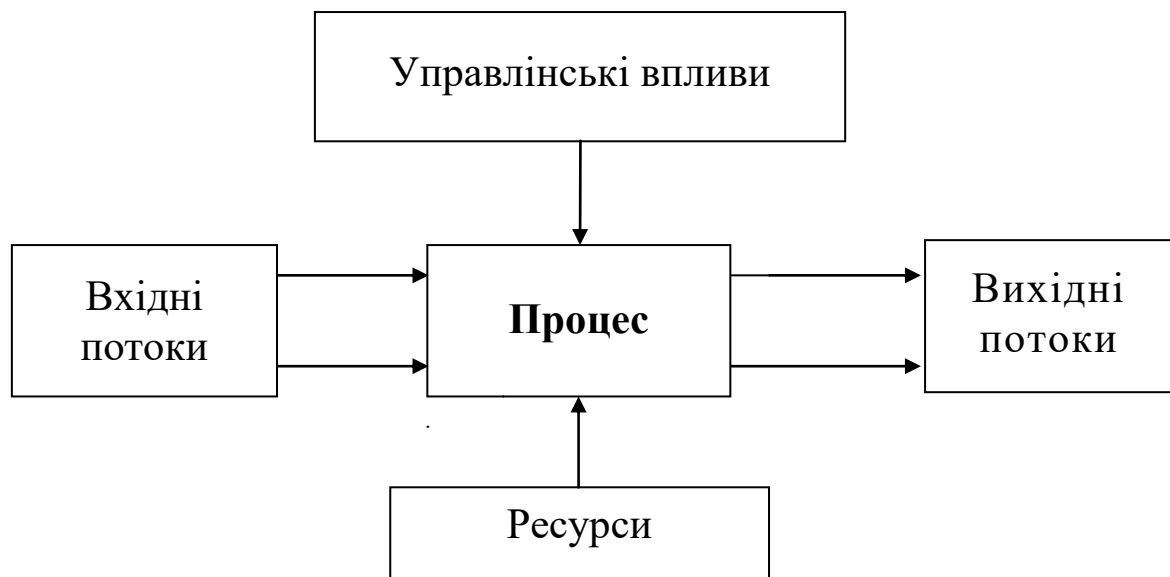 Управлінські впливи
Вхідні
потоки
Процес
Вихідні
потоки
Ресурси